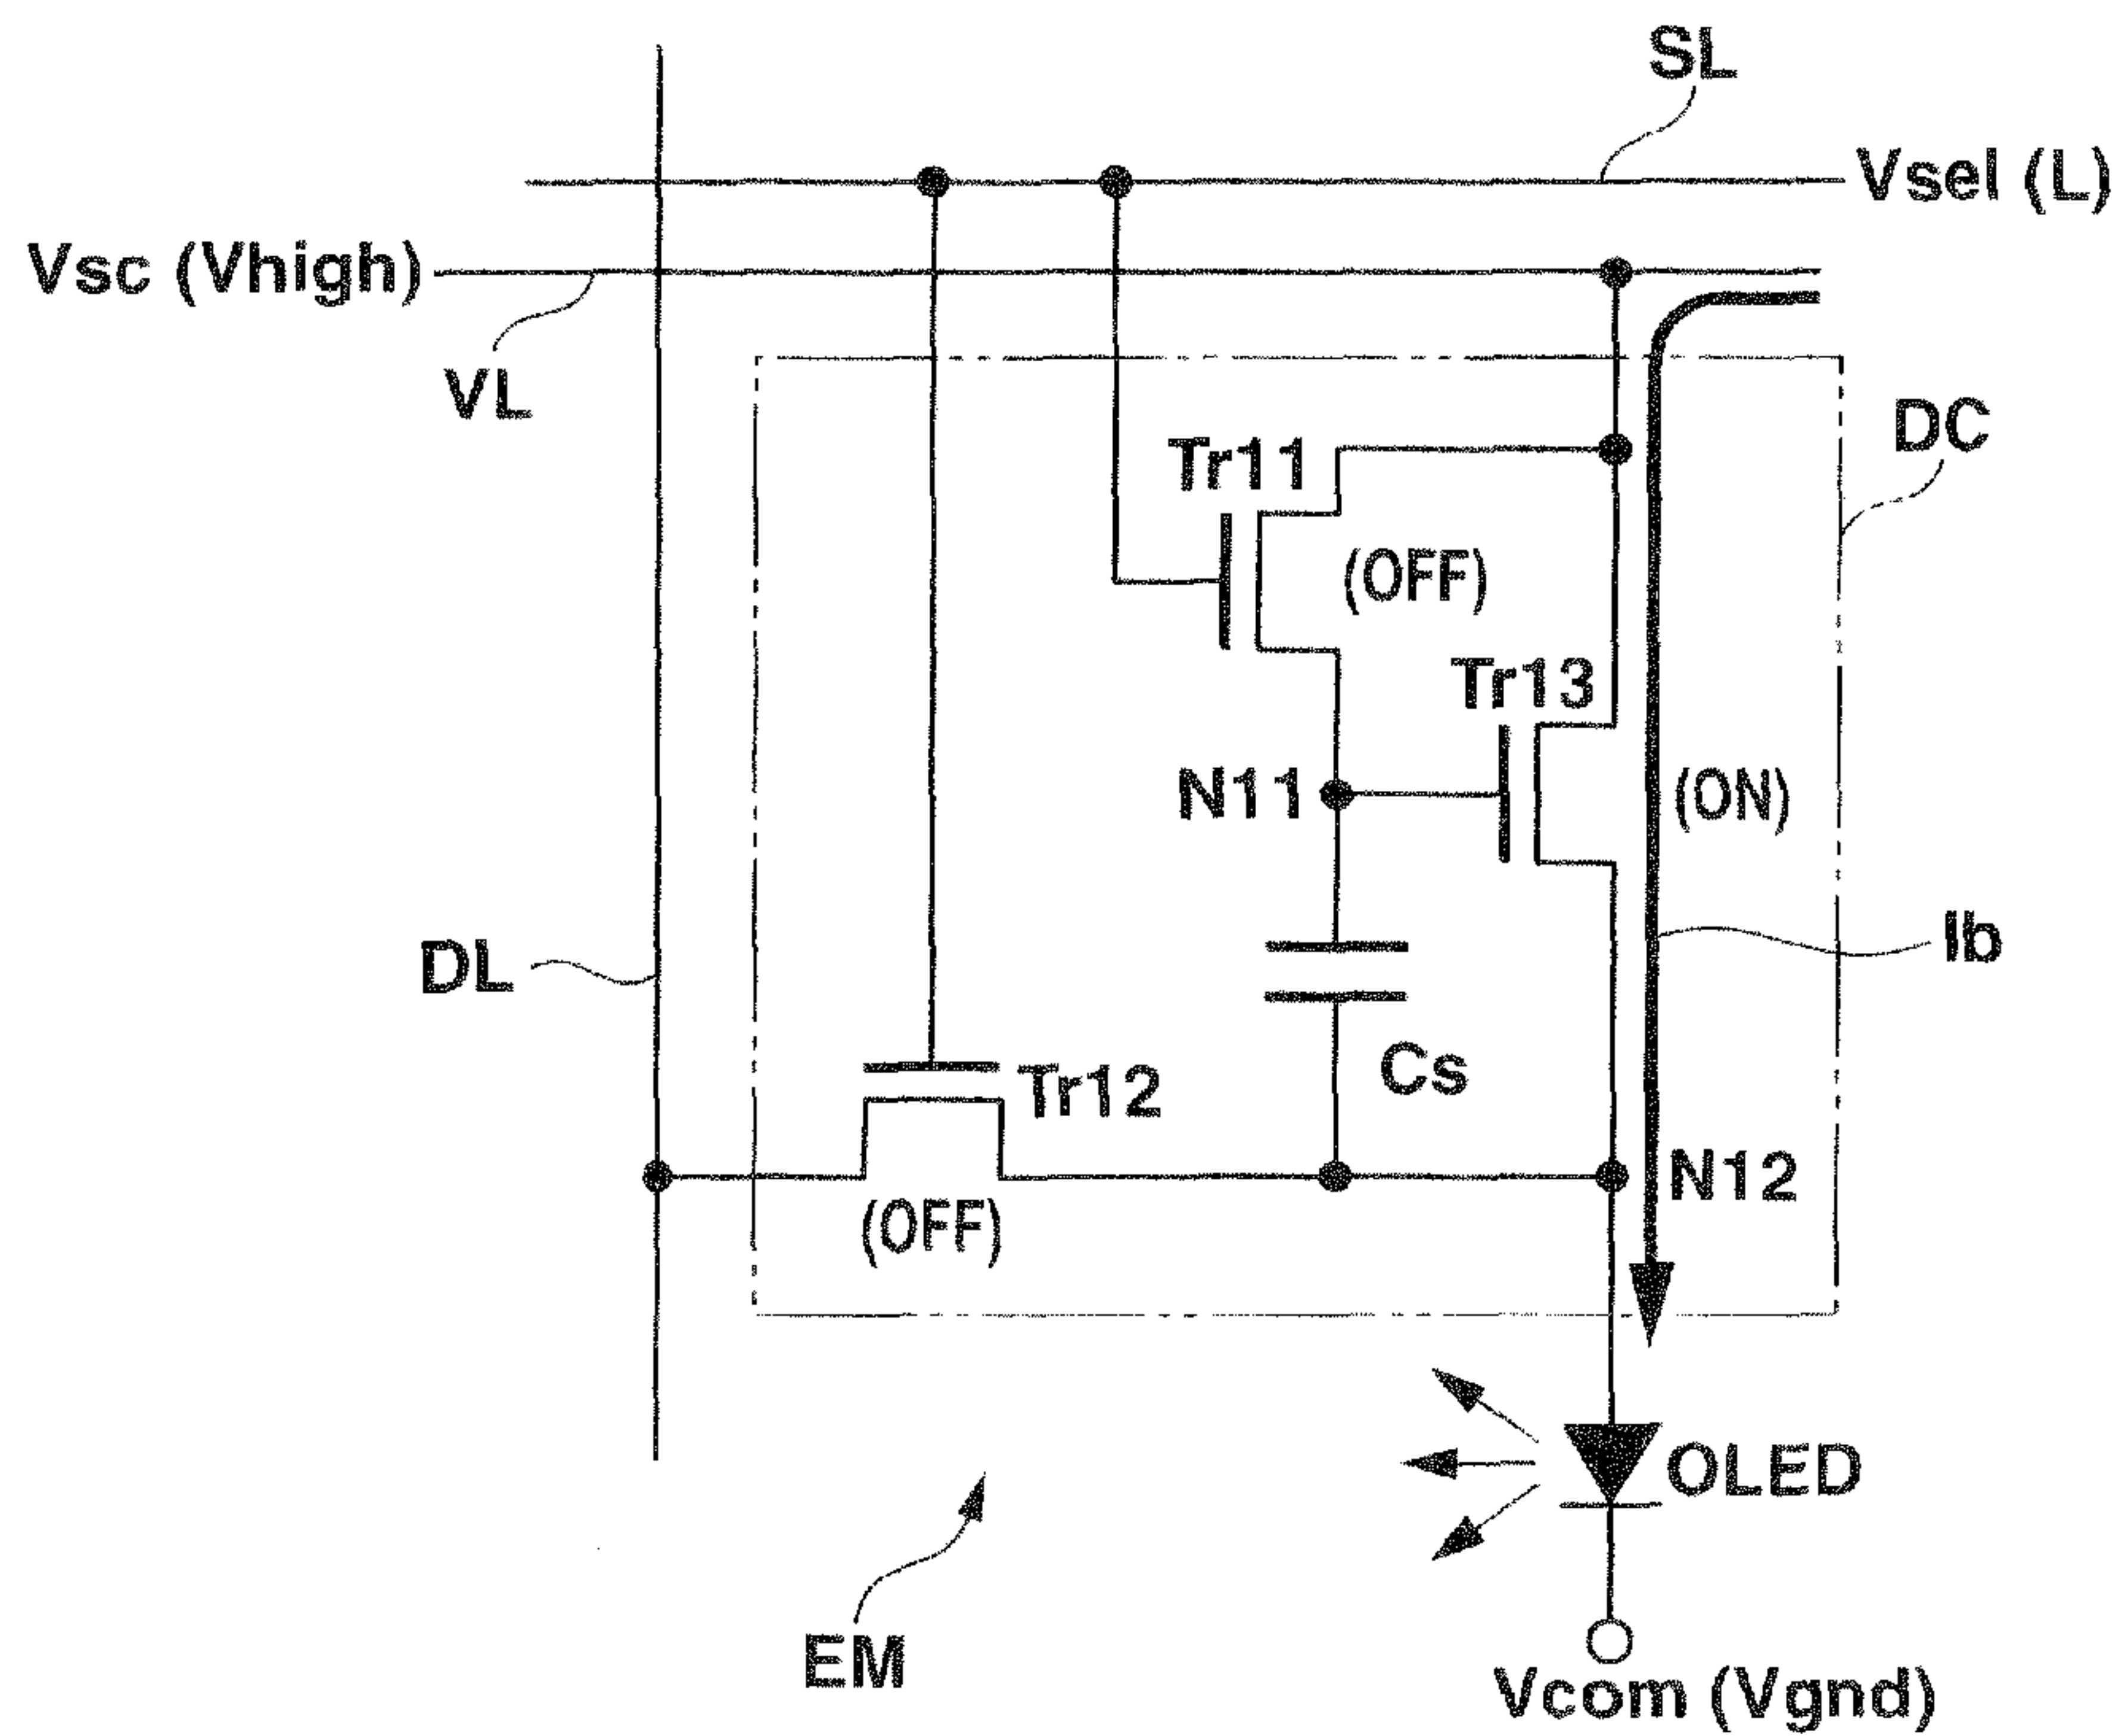 SL
Vsel (L)
Vsc (Vhigh)
VL
DC
Tr11
(OFF)
Tr13
N11
(ON)
DL
Ib
Cs
Tr12
N12
(OFF)
OLED
EM
Vcom (Vgnd)